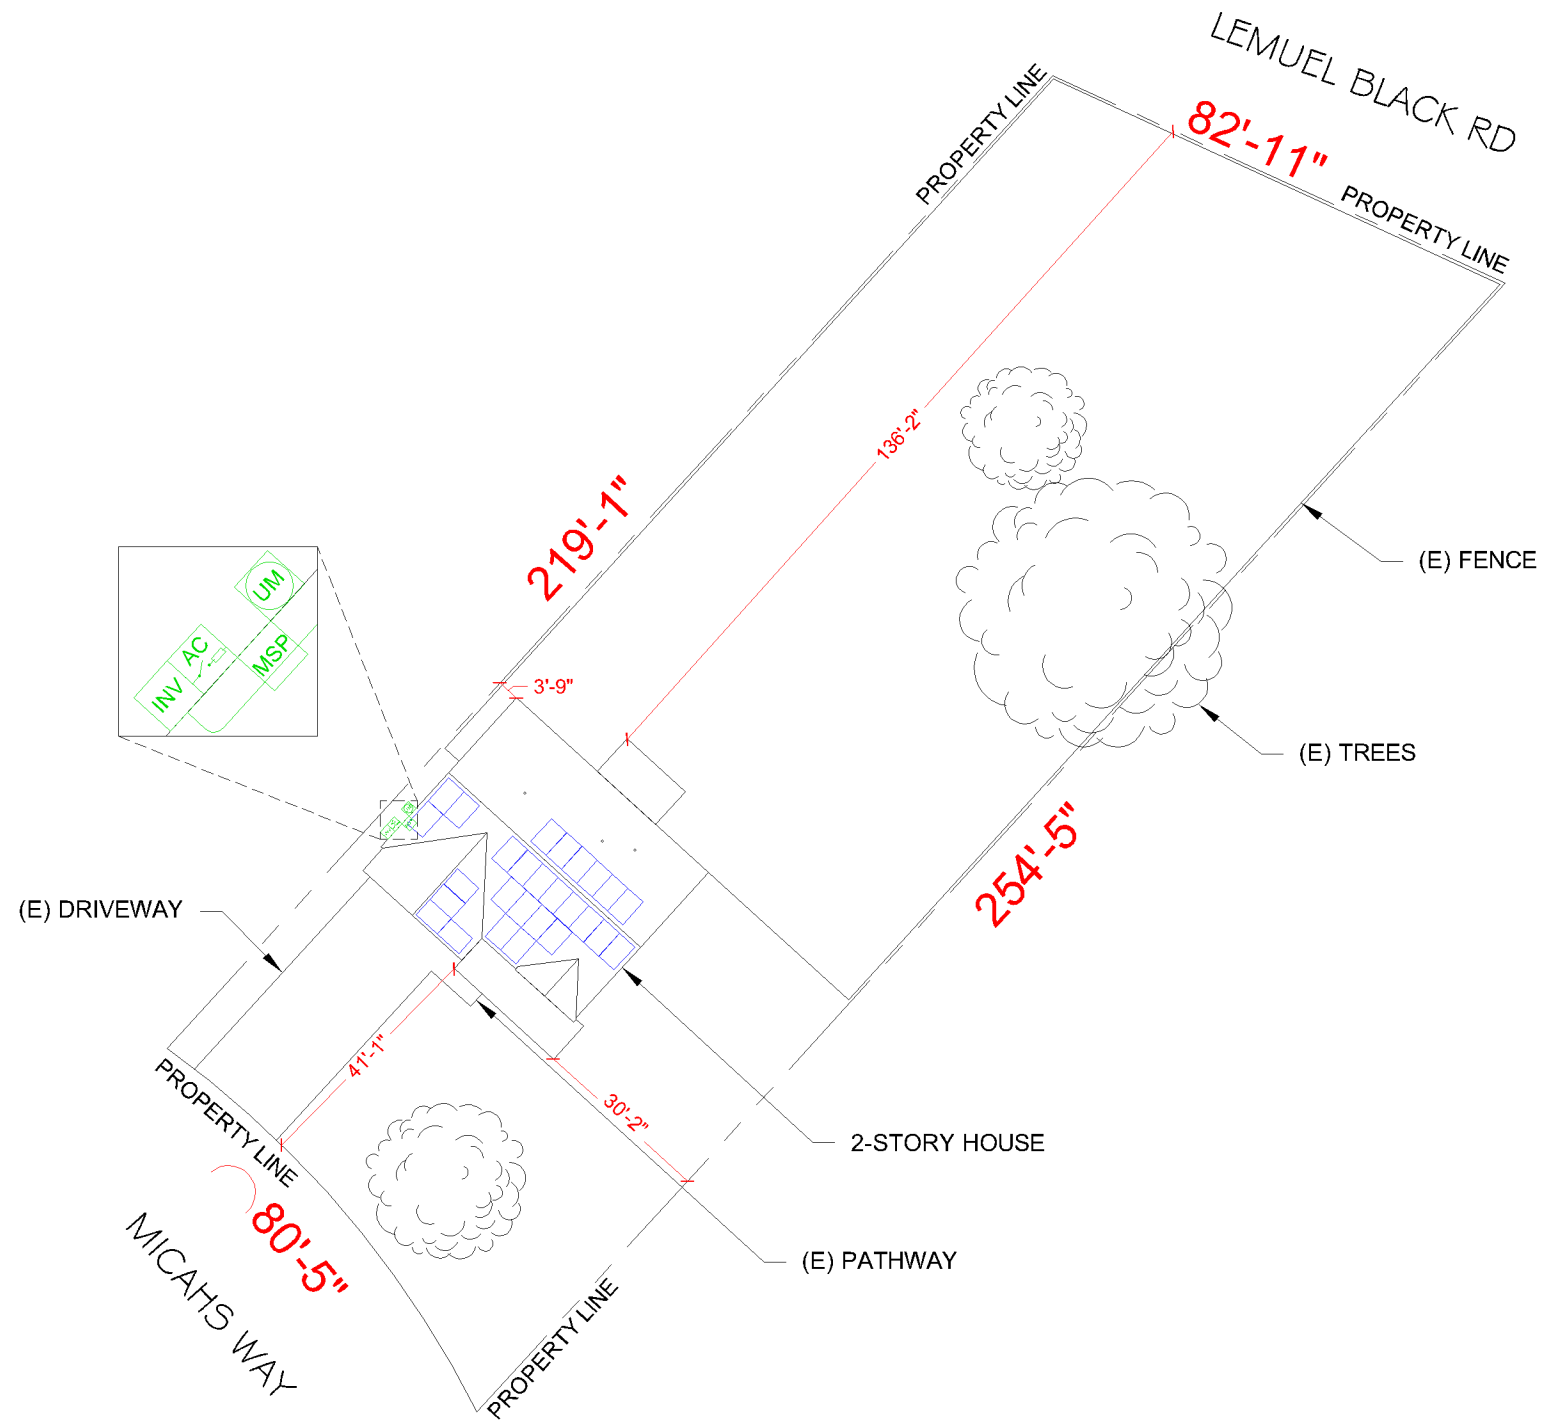 LEMUEL BLACK RD
PROPERTY LINE
82'-11"
PROPERTY LINE
136'-2"
219'-1"
(E) FENCE
UM
AC
MSP
INV
3'-9"
(E) TREES
254'-5"
(E) DRIVEWAY
41'-1"
PROPERTY LINE
30'-2"
2-STORY HOUSE
80'-5"
(E) PATHWAY
MICAHS WAY
PROPERTY LINE